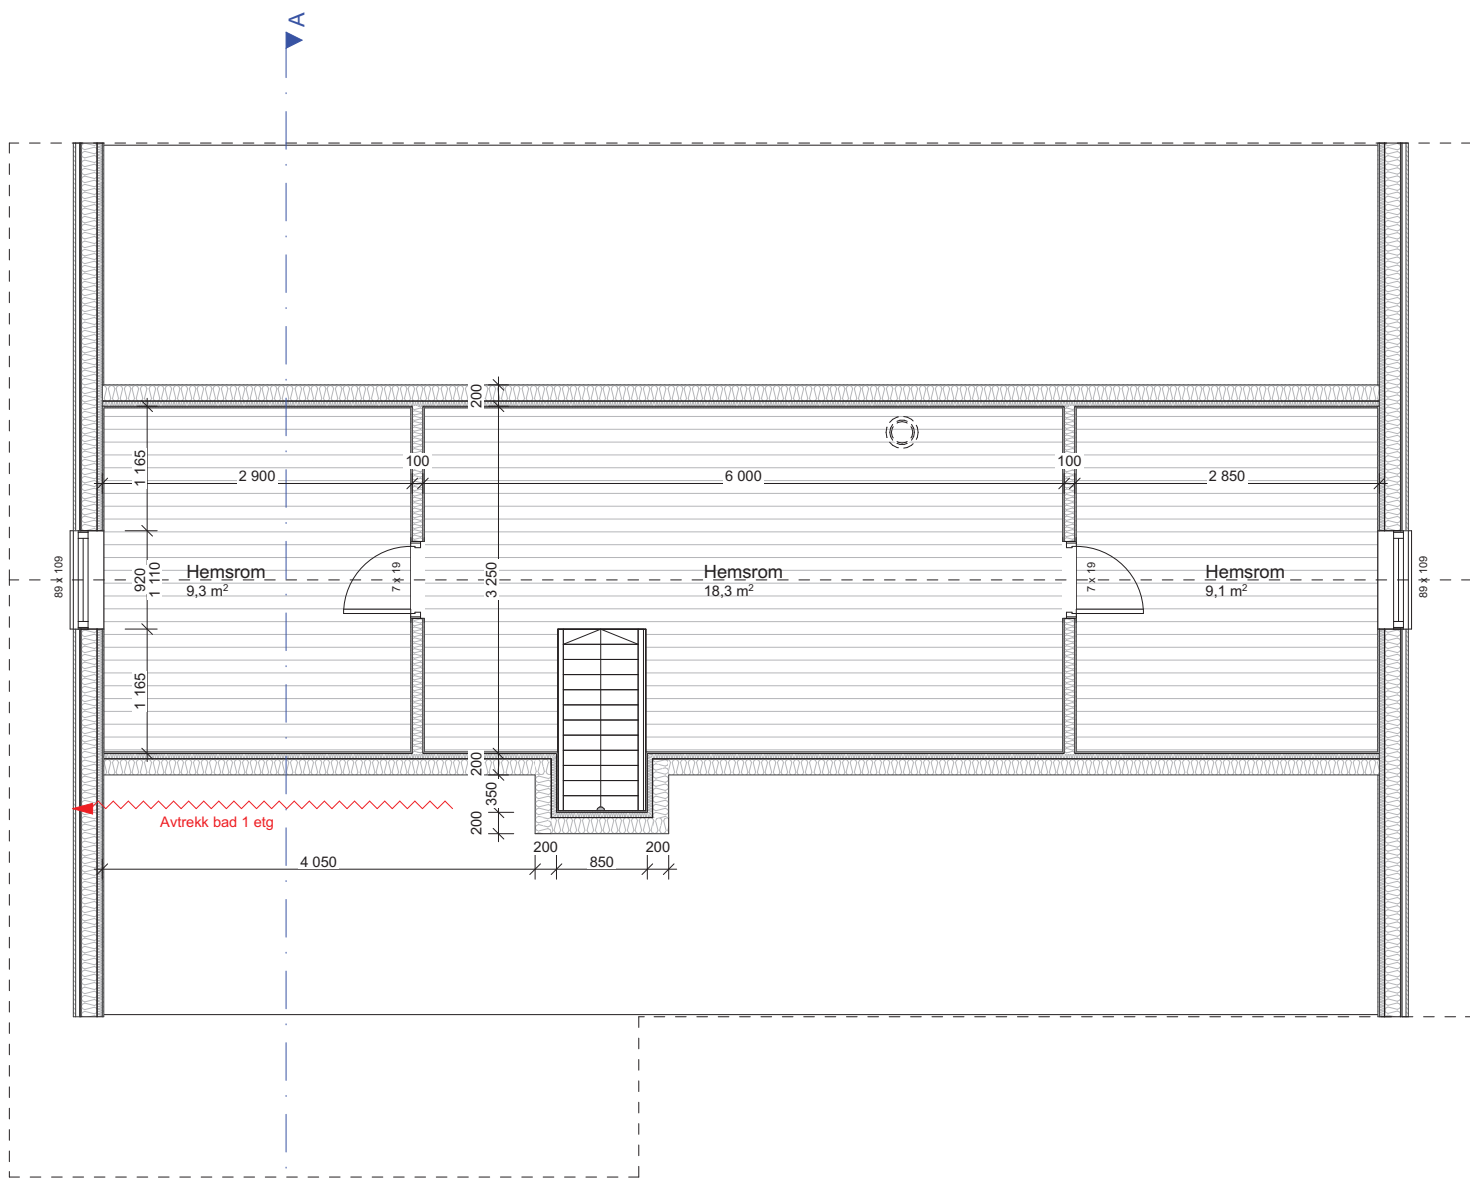 A
200
1 165
2 900
100
6 000
100
2 850
89 x 109
920
1 110
Hemsrom
9,3 m²
7 x 19
3 250
Hemsrom
18,3 m²
7 x 19
Hemsrom
9,1 m²
89 x 109
1 165
200
350
200
Avtrekk bad 1 etg
4 050
200
850
200